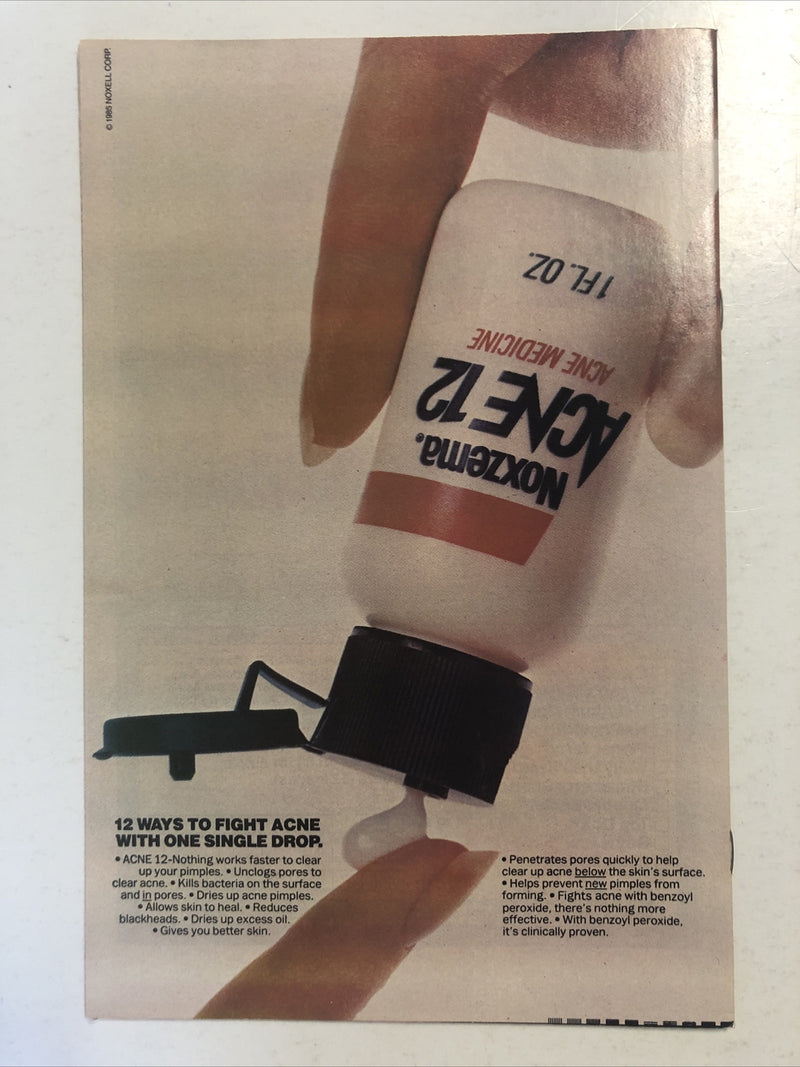 © 1985 NOXELL CORP.
1 FL. OZ.
ACNE MEDICINE
ACNE 12
Noxzema.
12 WAYS TO FIGHT ACNE
WITH ONE SINGLE DROP.
• ACNE 12-Nothing works faster to clear
up your pimples. • Unclogs pores to
clear acne. • Kills bacteria on the surface
and in pores. • Dries up acne pimples.
• Allows skin to heal. • Reduces
blackheads. • Dries up excess oil.
• Gives you better skin.
• Penetrates pores quickly to help
clear up acne below the skin's surface.
• Helps prevent new pimples from
forming. • Fights acne with benzoyl
peroxide, there's nothing more
effective. • With benzoyl peroxide,
it's clinically proven.